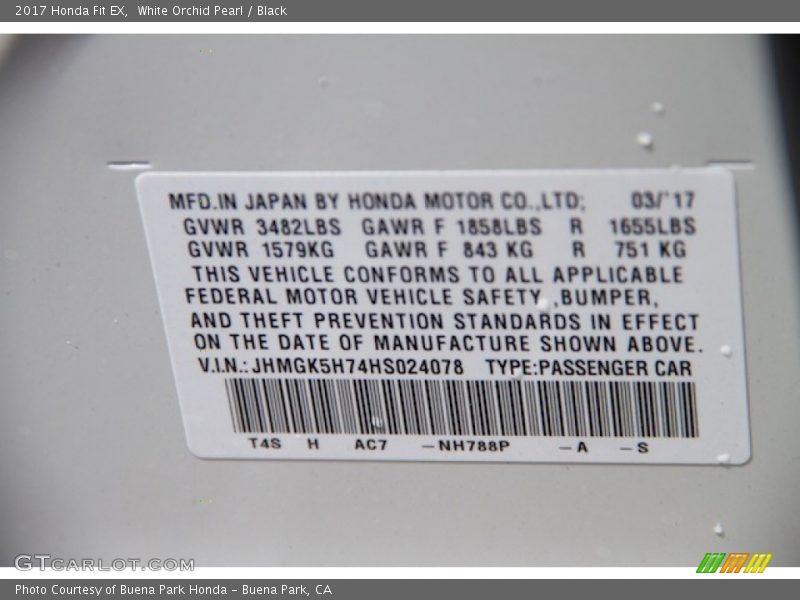 2017 Honda Fit EX,  White Orchid Pearl / Black
MFD.IN JAPAN BY HONDA MOTOR CO.,LTD; 03/'17
GVWR 3482LBS GAWR F 1858LBS R 1655LBS
GVWR 1579KG GAWR F 843 KG R 751 KG
THIS VEHICLE CONFORMS TO ALL APPLICABLE
FEDERAL MOTOR VEHICLE SAFETY ,BUMPER,
AND THEFT PREVENTION STANDARDS IN EFFECT
ON THE DATE OF MANUFACTURE SHOWN ABOVE.
V.I.N.: JHMGK5H74HS024078 TYPE:PASSENGER CAR
T4S H AC7 –NH788P –A –S
GTCARLOT.COM
Photo Courtesy of Buena Park Honda – Buena Park, CA